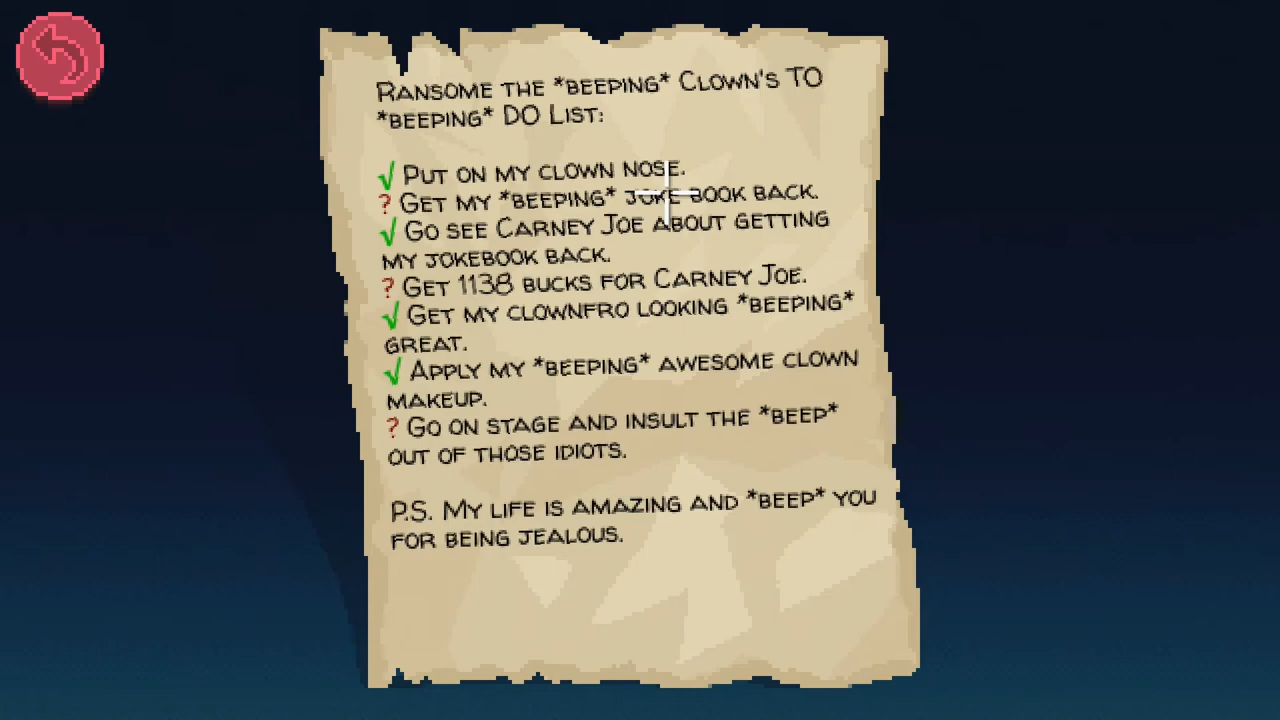 Ransome the *beeping* Clown's TO
*beeping* DO List:
√ Put on my clown nose.
? Get my *beeping* joke book back.
√ Go see Carney Joe about getting
my jokebook back.
? Get 1138 bucks for Carney Joe.
√ Get my clownfro looking *beeping*
great.
√ Apply my *beeping* awesome clown
makeup.
? Go on stage and insult the *beep*
out of those idiots.
P.S. My life is amazing and *beep* you
for being jealous.